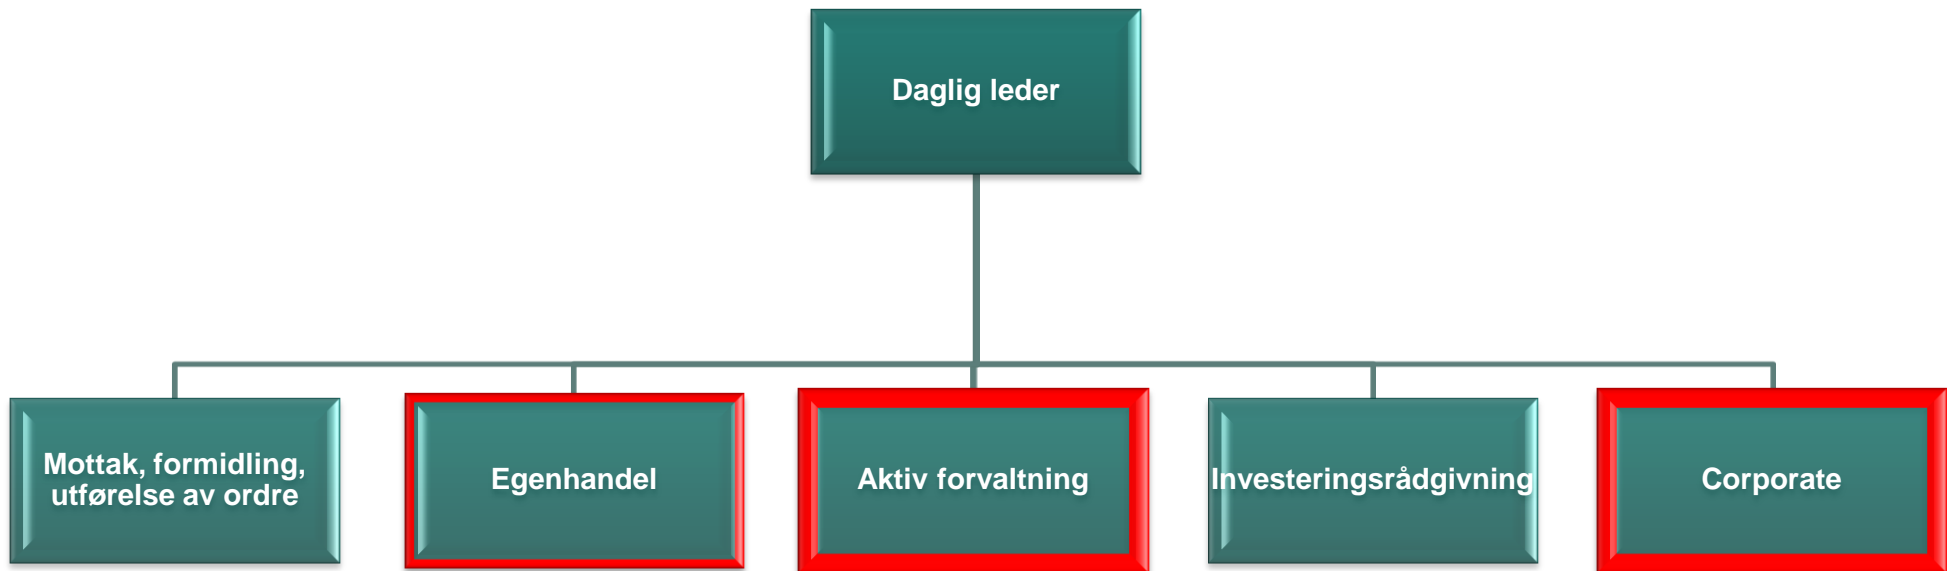 Daglig leder
Mottak, formidling,
utførelse av ordre
Egenhandel
Aktiv forvaltning
Investeringsrådgivning
Corporate